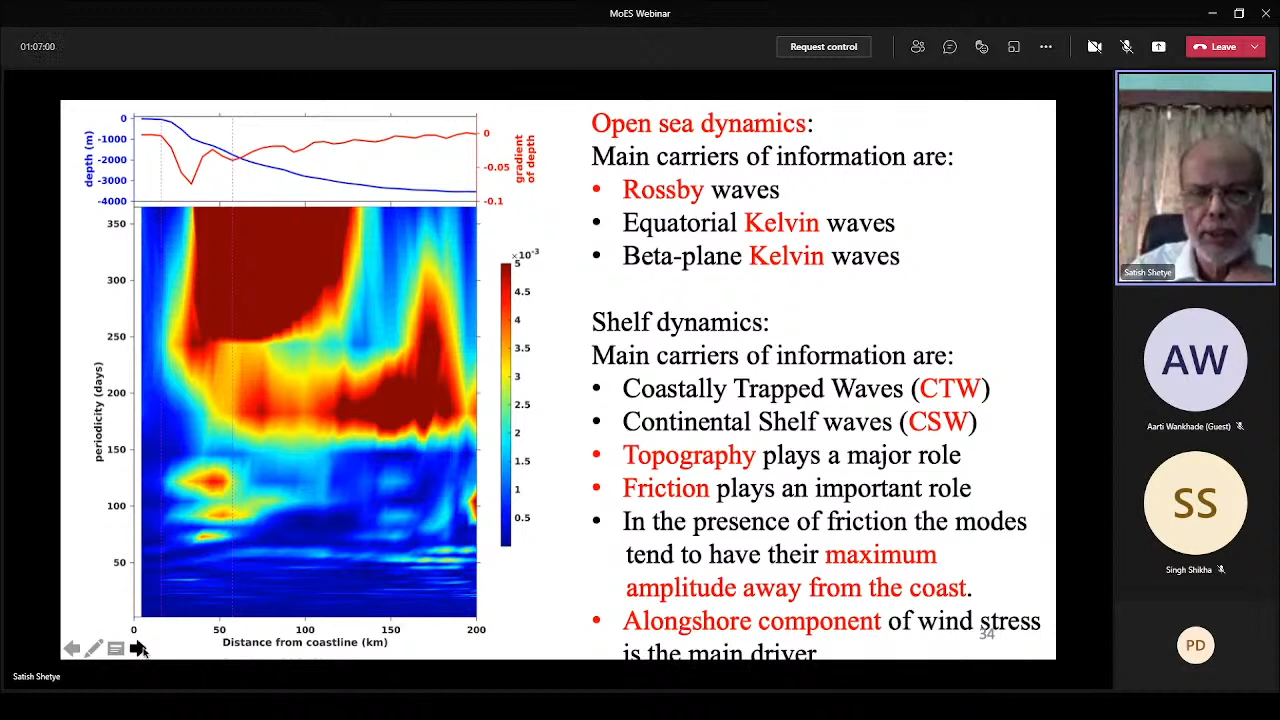 MoES Webinar
01:07:00
Request control
Leave
0
-1000
-2000
-3000
-4000
depth (m)
0
-0.05
-0.1
gradient
of depth
350
300
250
200
150
100
50
periodicity (days)
0
50
100
150
200
Distance from coastline (km)
×10⁻³
5
4.5
4
3.5
3
2.5
2
1.5
1
0.5
Open sea dynamics:
Main carriers of information are:
• Rossby waves
• Equatorial Kelvin waves
• Beta-plane Kelvin waves
Shelf dynamics:
Main carriers of information are:
• Coastally Trapped Waves (CTW)
• Continental Shelf waves (CSW)
• Topography plays a major role
• Friction plays an important role
• In the presence of friction the modes
tend to have their maximum
amplitude away from the coast.
• Alongshore component of wind stress
is the main driver
34
Satish Shetye
AW
Aarti Wankhade (Guest)
SS
Singh Shikha
PD
Satish Shetye